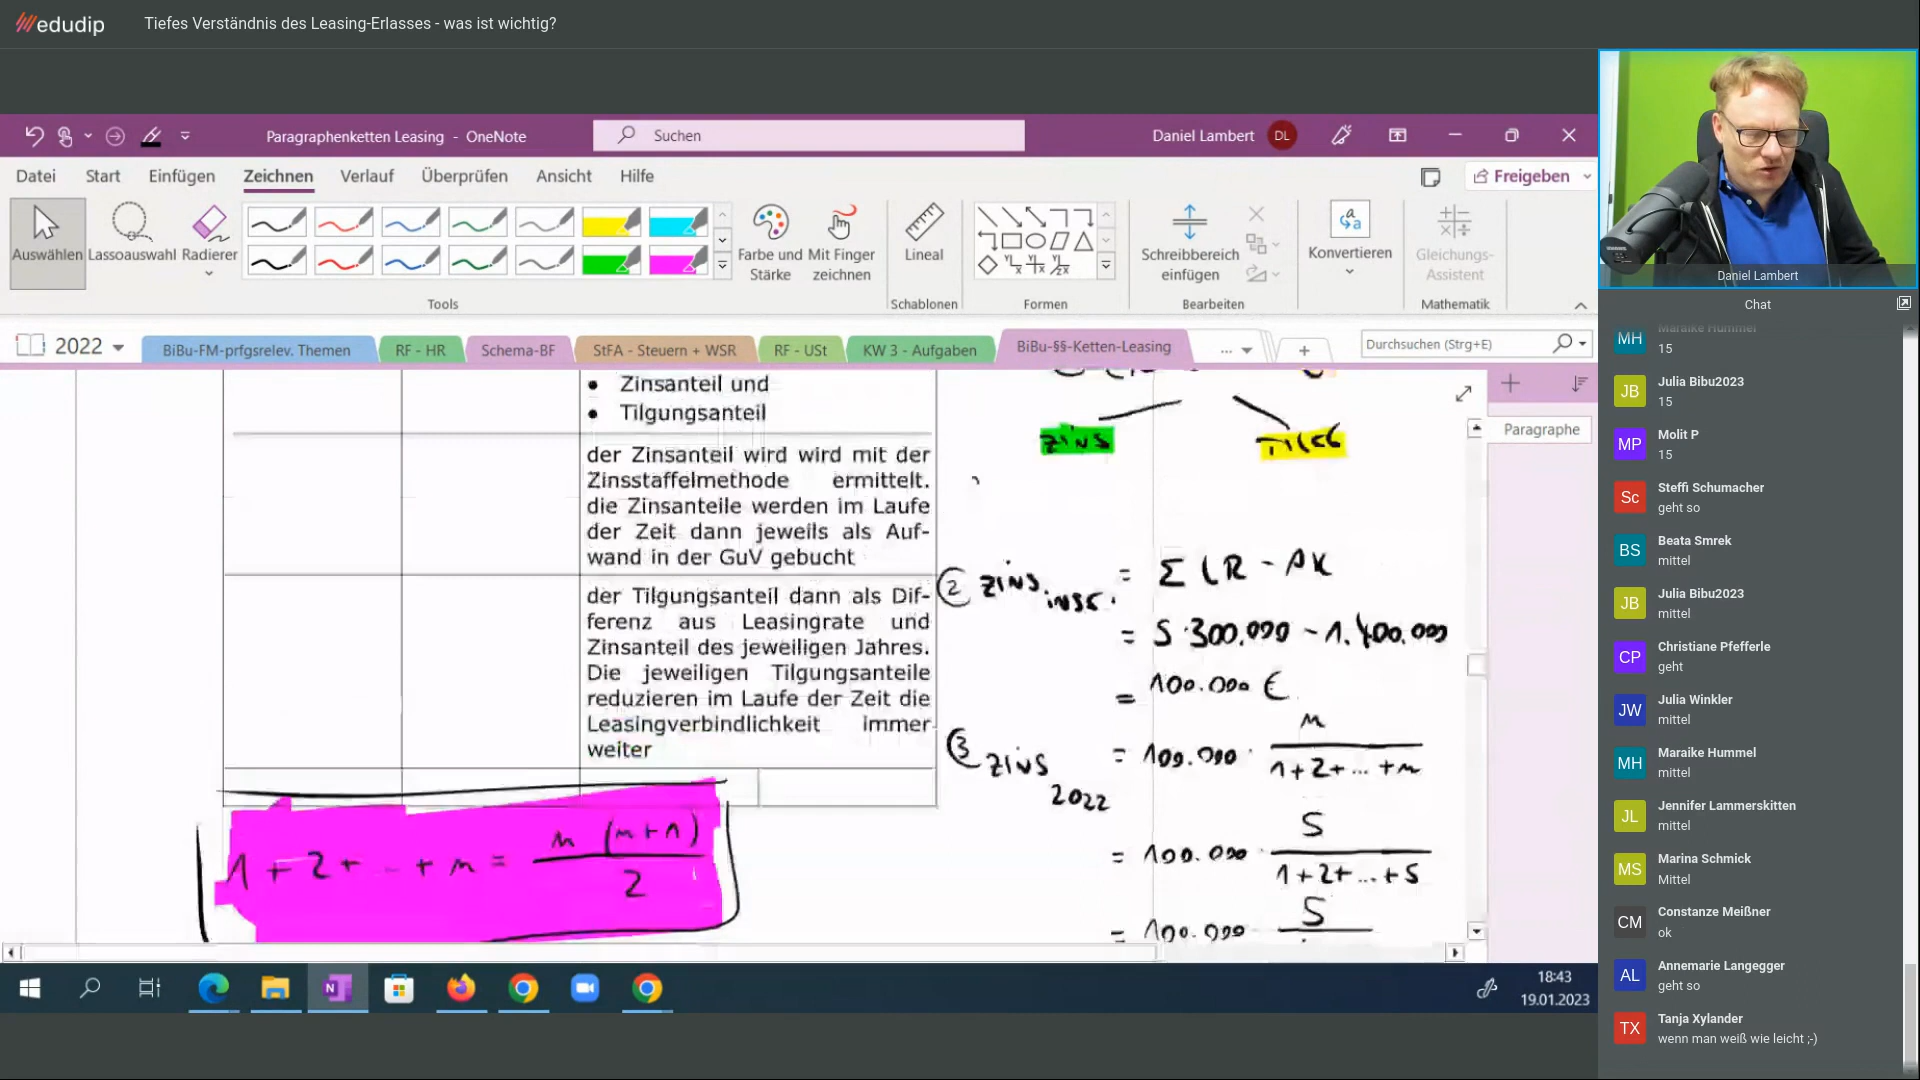 edudip
Tiefes Verständnis des Leasing-Erlasses - was ist wichtig?
Paragraphenketten Leasing - OneNote
Suchen
Daniel Lambert
DL
Datei
Start
Einfügen
Zeichnen
Verlauf
Überprüfen
Ansicht
Hilfe
Freigeben
Auswählen
Lassoauswahl
Radierer
Farbe und Stärke
Mit Finger zeichnen
Lineal
Schreibbereich einfügen
Konvertieren
Gleichungs-
Assistent
Tools
Schablonen
Formen
Bearbeiten
Mathematik
2022
BiBu-FM-prfgsrelev. Themen
RF - HR
Schema-BF
StFA - Steuern + WSR
RF - USt
KW 3 - Aufgaben
BiBu-§§-Ketten-Leasing
...
Durchsuchen (Strg+E)
Paragraphe
• Zinsanteil und
• Tilgungsanteil
der Zinsanteil wird wird mit der
Zinsstaffelmethode ermittelt.
die Zinsanteile werden im Laufe
der Zeit dann jeweils als Auf-
wand in der GuV gebucht
der Tilgungsanteil dann als Dif-
ferenz aus Leasingrate und
Zinsanteil des jeweiligen Jahres.
Die jeweiligen Tilgungsanteile
reduzieren im Laufe der Zeit die
Leasingverbindlichkeit immer
weiter
1 + 2 + ... + n = n (n+1) / 2
ZINS
TILGG
② ZINS insg. = Σ LR - AK
= 5 · 300.000 - 1.400.000
= 100.000 €
③ ZINS 2022 = 100.000 · n / 1+2+...+n
= 100.000 · 5 / 1+2+...+5
= 100.000 · 5
18:43
19.01.2023
Daniel Lambert
Chat
MH
Maraike Hummel
15
JB
Julia Bibu2023
15
MP
Molit P
15
Sc
Steffi Schumacher
geht so
BS
Beata Smrek
mittel
JB
Julia Bibu2023
mittel
CP
Christiane Pfefferle
geht
JW
Julia Winkler
mittel
MH
Maraike Hummel
mittel
JL
Jennifer Lammerskitten
mittel
MS
Marina Schmick
Mittel
CM
Constanze Meißner
ok
AL
Annemarie Langegger
geht so
TX
Tanja Xylander
wenn man weiß wie leicht ;-)